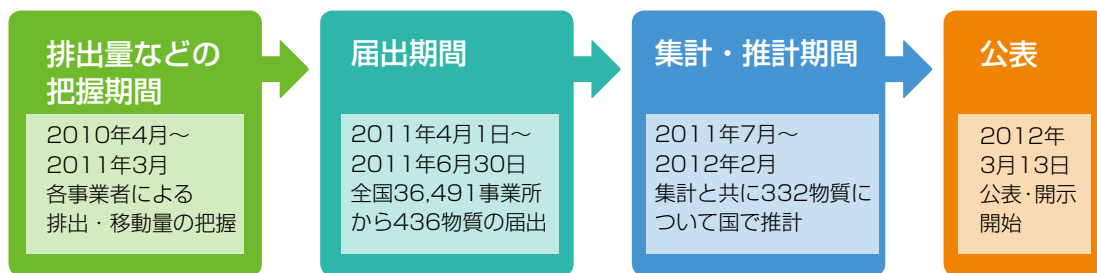 排出量などの
把握期間
2010年4月～
2011年3月
各事業者による
排出・移動量の把握
届出期間
2011年4月1日～
2011年6月30日
全国36,491事業所
から436物質の届出
集計・推計期間
2011年7月～
2012年2月
集計と共に332物質に
ついて国で推計
公表
2012年
3月13日
公表・開示
開始